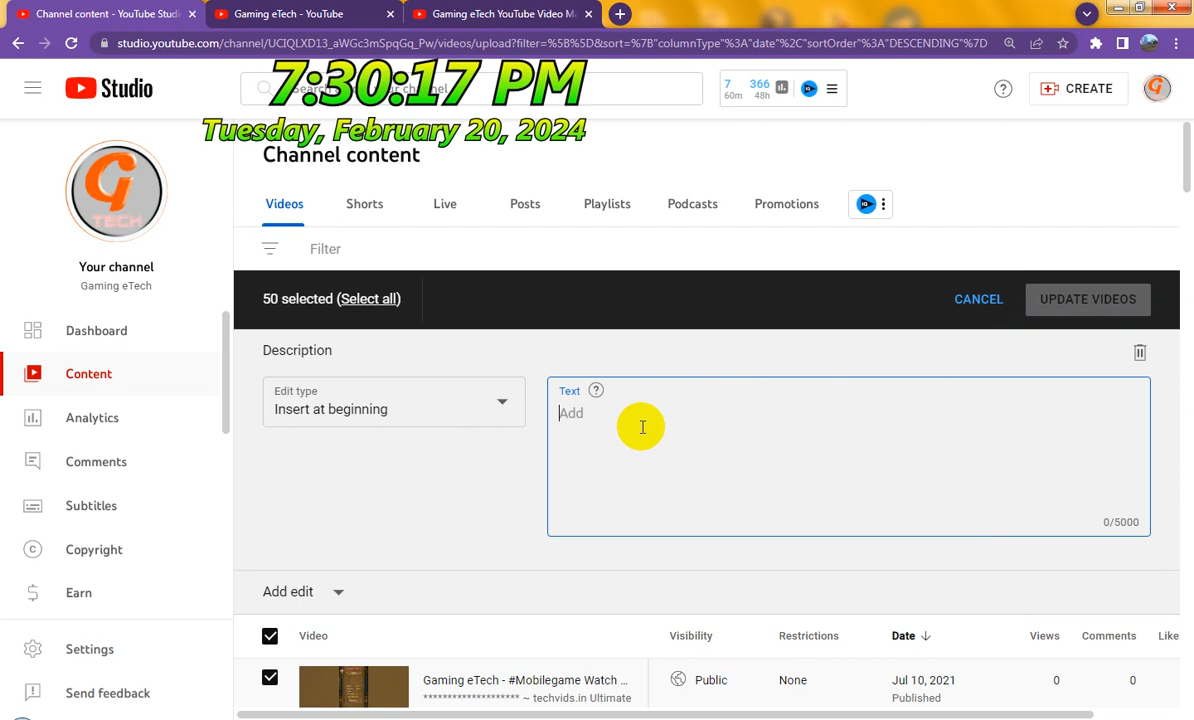 Channel content - YouTube Studi
Gaming eTech - YouTube
Gaming eTech YouTube Video Ma
studio.youtube.com/channel/UCIQLXD13_aWGc3mSpqGq_Pw/videos/upload?filter=%5B%5D&sort=%7B"columnType"%3A"date"%2C"sortOrder"%3A"DESCENDING"%7D
Studio
7:30:17 PM
Tuesday, February 20, 2024
7
60m
366
48h
CREATE
Channel content
G TECH
Your channel
Gaming eTech
Videos
Shorts
Live
Posts
Playlists
Podcasts
Promotions
Filter
50 selected (Select all)
CANCEL
UPDATE VIDEOS
Dashboard
Content
Analytics
Comments
Subtitles
Copyright
Earn
Settings
Send feedback
Description
Edit type
Insert at beginning
Text
Add
0/5000
Add edit
Video
Visibility
Restrictions
Date
Views
Comments
Like
Gaming eTech - #Mobilegame Watch ...
******************** ~ techvids.in Ultimate
Public
None
Jul 10, 2021
Published
0
0